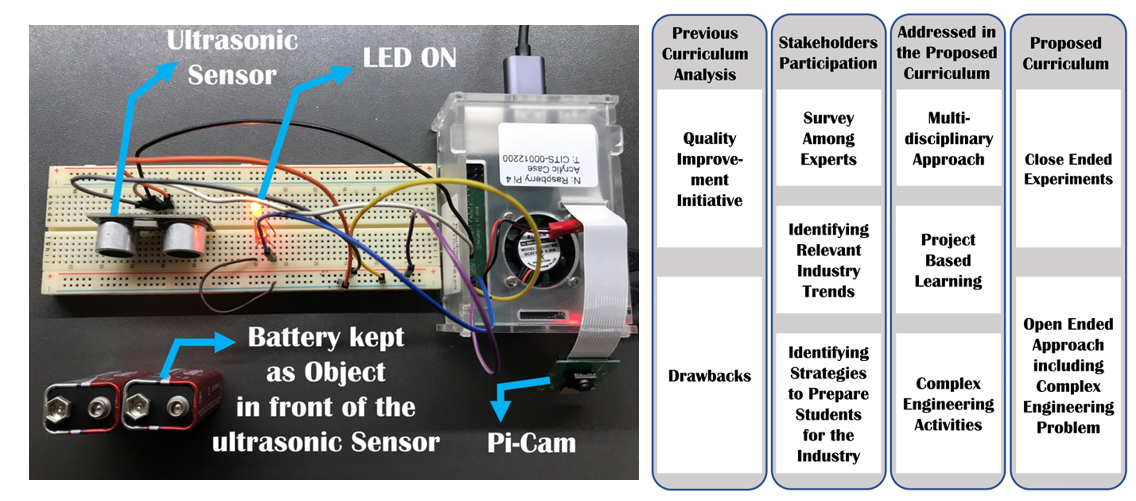 Ultrasonic
Sensor
LED ON
N: Raspberry Pi 4
Acrylic Case
T: CITS-00012200
Battery kept
as Object
in front of the
ultrasonic Sensor
Pi-Cam
Previous
Curriculum
Analysis
Quality
Improve-
ment
Initiative
Drawbacks
Stakeholders
Participation
Survey
Among
Experts
Identifying
Relevant
Industry
Trends
Identifying
Strategies
to Prepare
Students
for the
Industry
Addressed in
the Proposed
Curriculum
Multi-
disciplinary
Approach
Project
Based
Learning
Complex
Engineering
Activities
Proposed
Curriculum
Close Ended
Experiments
Open Ended
Approach
including
Complex
Engineering
Problem